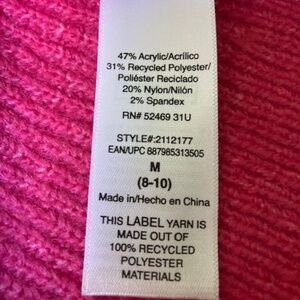 47% Acrylic/Acrílico
31% Recycled Polyester/
Poliéster Reciclado
20% Nylon/Nilón
2% Spandex
RN# 52469 31U
STYLE#:2112177
EAN/UPC 887985313505
M
(8-10)
Made in/Hecho en China
THIS LABEL YARN IS
MADE OUT OF
100% RECYCLED
POLYESTER
MATERIALS